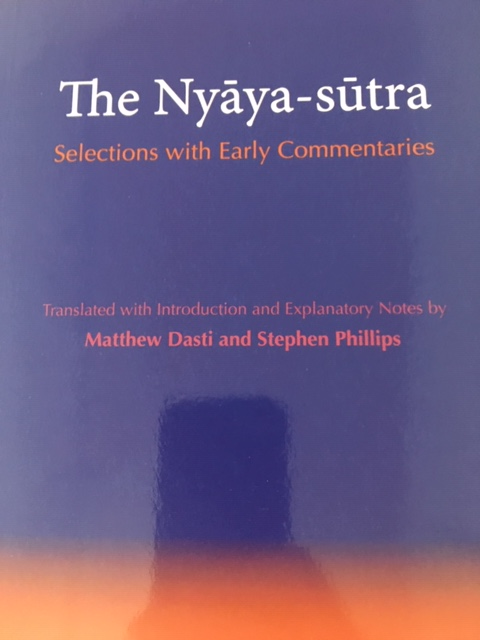 The Nyāya-sūtra
Selections with Early Commentaries
Translated with Introduction and Explanatory Notes by
Matthew Dasti and Stephen Phillips